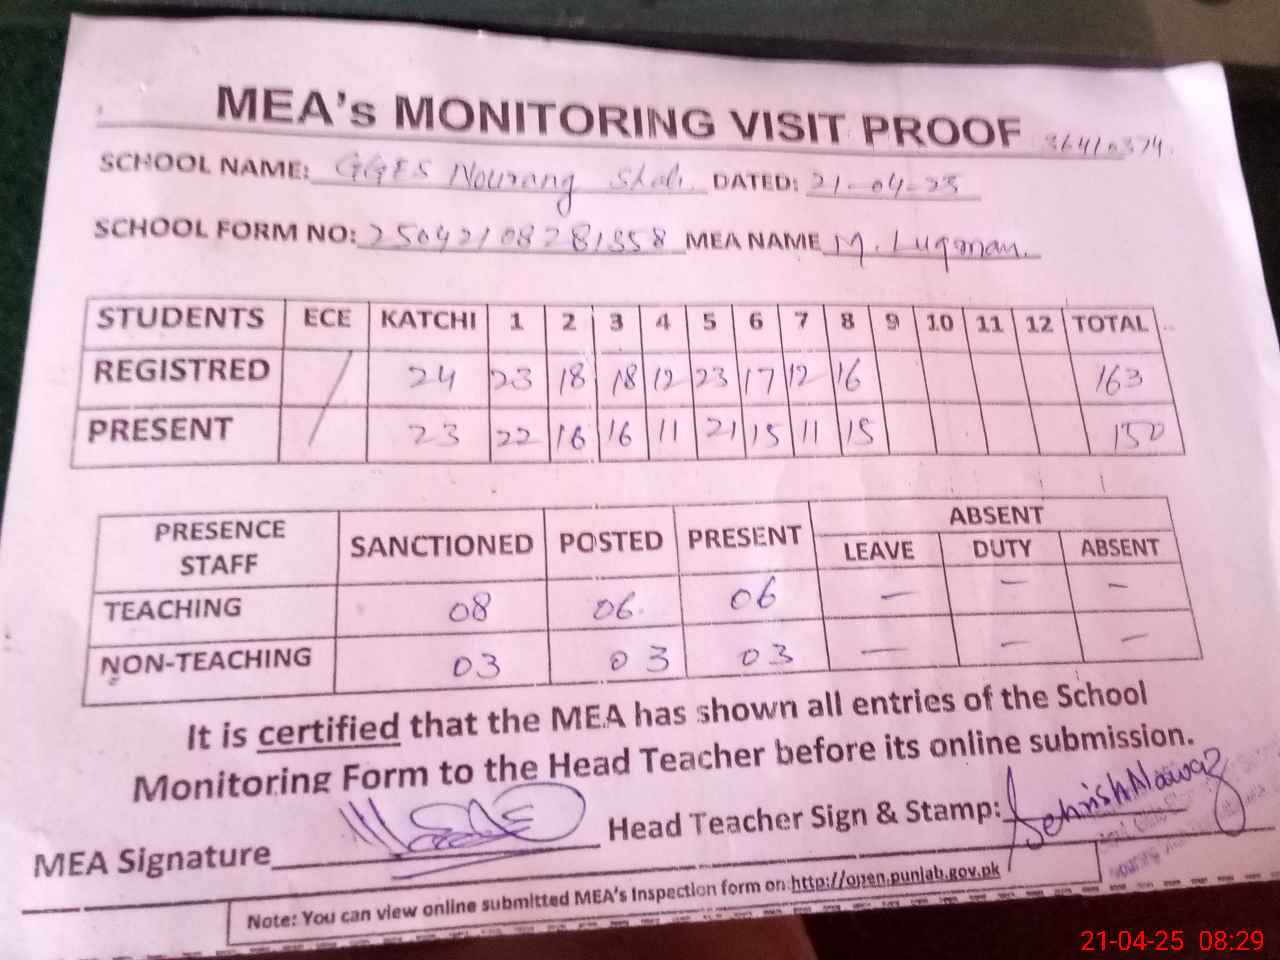 MEA's MONITORING VISIT PROOF 36410374
SCHOOL NAME: GGES Nourang Shah DATED: 21-04-25
SCHOOL FORM NO: 25042108281558 MEA NAME M. Luqman.
STUDENTS ECE KATCHI 1 2 3 4 5 6 7 8 9 10 11 12 TOTAL
REGISTRED / 24 23 18 18 12 23 17 12 16 163
PRESENT 23 22 16 16 11 21 15 11 15 150
PRESENCE STAFF SANCTIONED POSTED PRESENT ABSENT
LEAVE DUTY ABSENT
TEACHING 08 06 06 — — —
NON-TEACHING 03 03 03 — — —
It is certified that the MEA has shown all entries of the School
Monitoring Form to the Head Teacher before its online submission.
MEA Signature Head Teacher Sign & Stamp: Sehrish Nawaz
Note: You can view online submitted MEA's Inspection form on: http://open.punjab.gov.pk
21-04-25 08:29